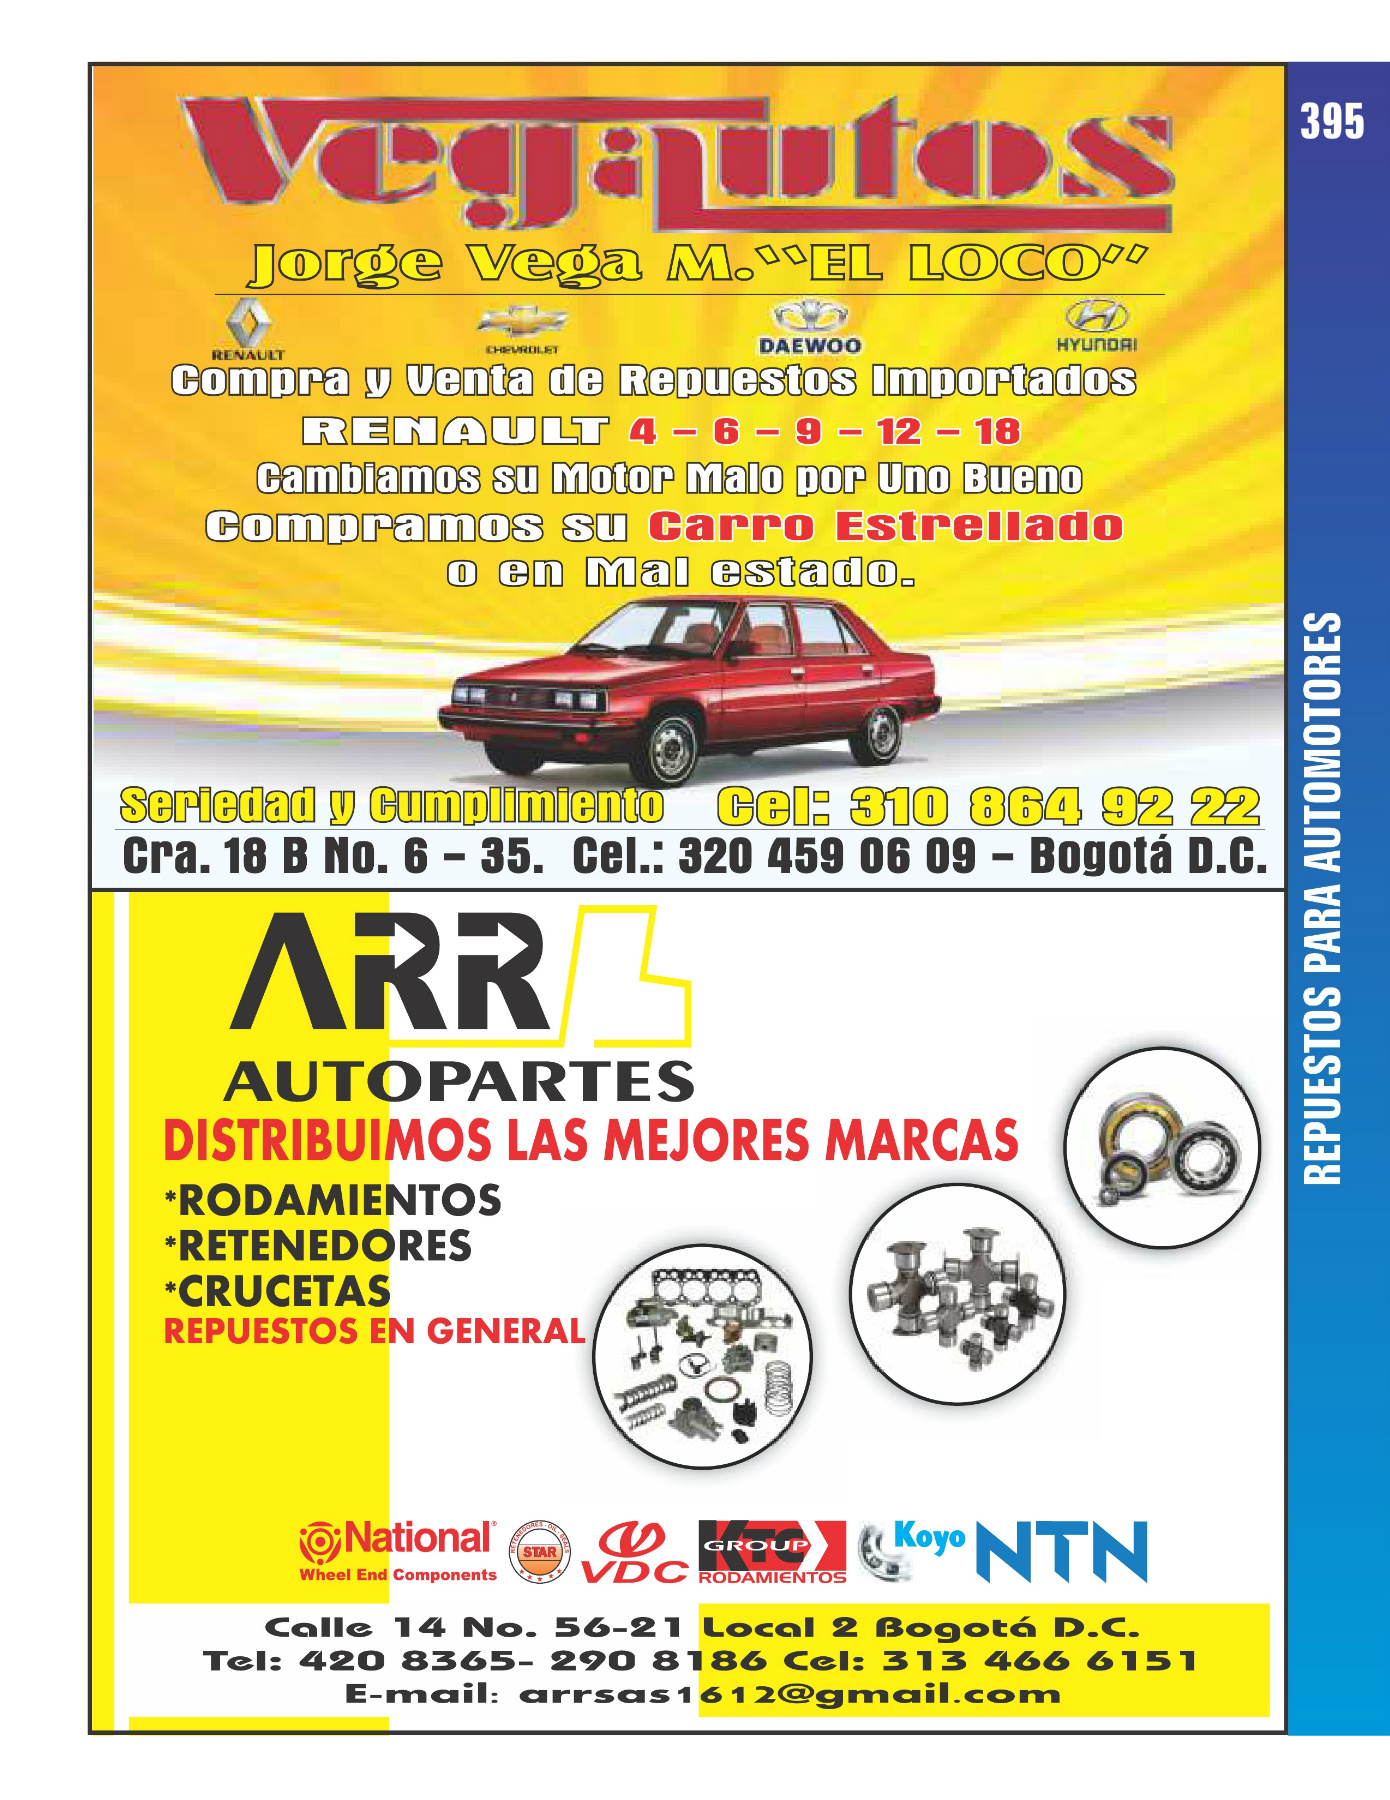 395
REPUESTOS PARA AUTOMOTORES
Vegautos
Jorge Vega M. "EL LOCO"
RENAULT
CHEVROLET
DAEWOO
HYUNDAI
Compra y Venta de Repuestos Importados
RENAULT 4 – 6 – 9 – 12 – 18
Cambiamos su Motor Malo por Uno Bueno
Compramos su Carro Estrellado
o en Mal estado.
Seriedad y Cumplimiento Cel: 310 864 92 22
Cra. 18 B No. 6 – 35. Cel.: 320 459 06 09 – Bogotá D.C.
ARR
AUTOPARTES
DISTRIBUIMOS LAS MEJORES MARCAS
*RODAMIENTOS
*RETENEDORES
*CRUCETAS
REPUESTOS EN GENERAL
National®
Wheel End Components
RETENEDORES - OIL - SEALS
STAR
VDC
KTC
GROUP
RODAMIENTOS
Koyo
NTN
Calle 14 No. 56-21 Local 2 Bogotá D.C.
Tel: 420 8365- 290 8186 Cel: 313 466 6151
E-mail: arrsas1612@gmail.com